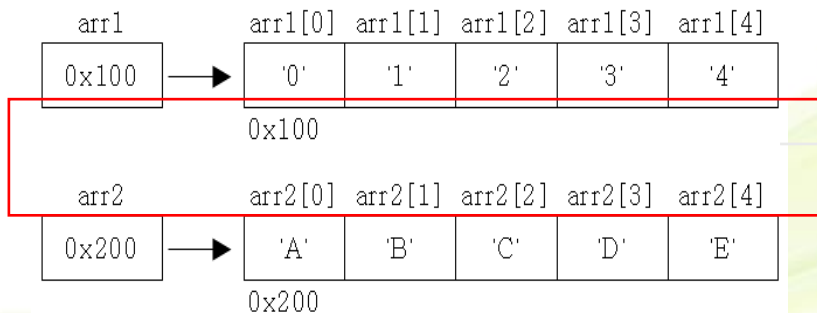 arr1 arr1[0] arr1[1] arr1[2] arr1[3] arr1[4]
0x100 '0' '1' '2' '3' '4'
0x100
arr2 arr2[0] arr2[1] arr2[2] arr2[3] arr2[4]
0x200 'A' 'B' 'C' 'D' 'E'
0x200